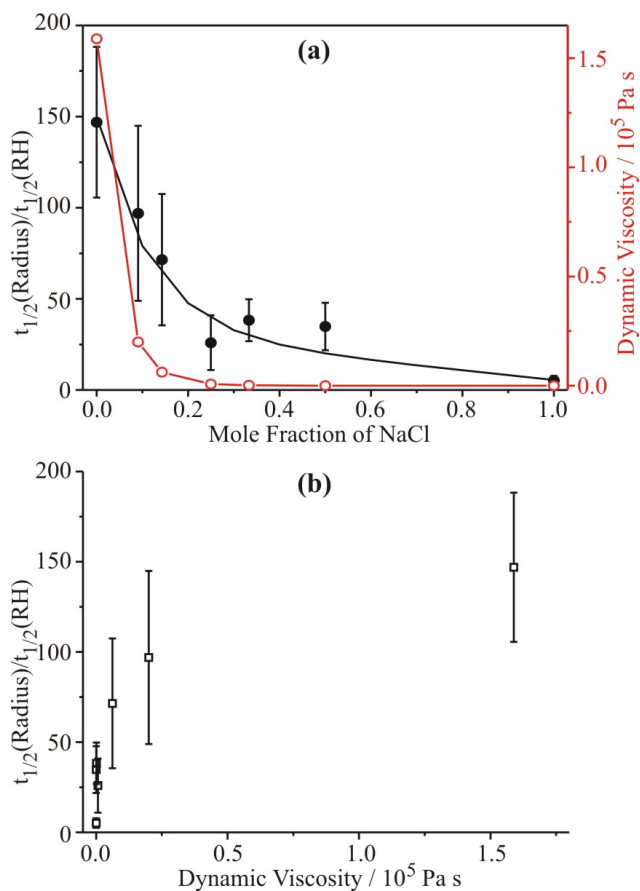 (a)
200
150
100
50
0
t1/2(Radius)/t1/2(RH)
1.5
1.0
0.5
0.0
Dynamic Viscosity / 10^5 Pa s
0.0 0.2 0.4 0.6 0.8 1.0
Mole Fraction of NaCl
(b)
200
150
100
50
0
t1/2(Radius)/t1/2(RH)
0.0 0.5 1.0 1.5
Dynamic Viscosity / 10^5 Pa s